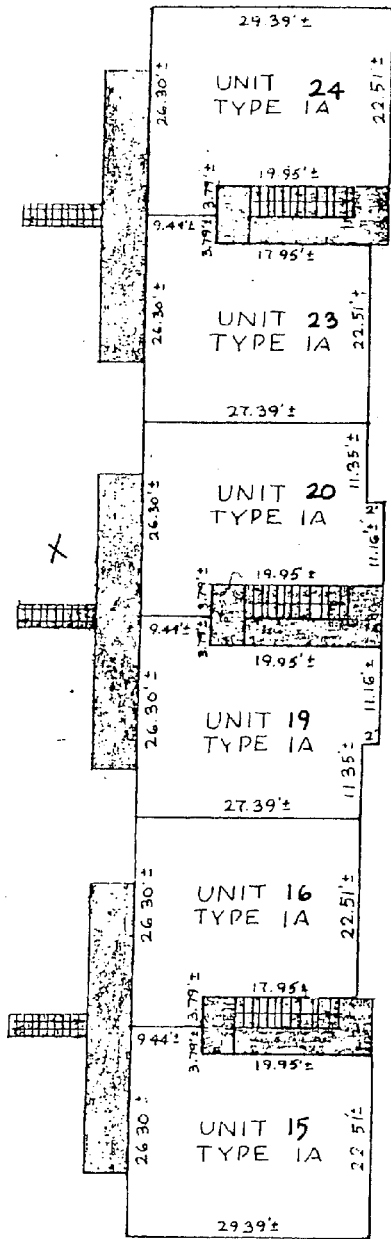 29.39'±
26.30'±
UNIT 24
TYPE 1A
22.51'±
19.95'±
3.79'±
9.44'±
3.79'±
17.95'±
26.30'±
UNIT 23
TYPE 1A
22.51'±
27.39'±
11.35'±
26.30'±
UNIT 20
TYPE 1A
2'
11.16'±
X
19.95'±
3.79'±
9.44'±
3.79'±
19.95'±
26.30'±
UNIT 19
TYPE 1A
11.16'±
2'
11.35'±
27.39'±
26.30'±
UNIT 16
TYPE 1A
22.51'±
17.95'±
3.79'±
9.44'±
3.79'±
19.95'±
26.30'±
UNIT 15
TYPE 1A
22.51'±
29.39'±